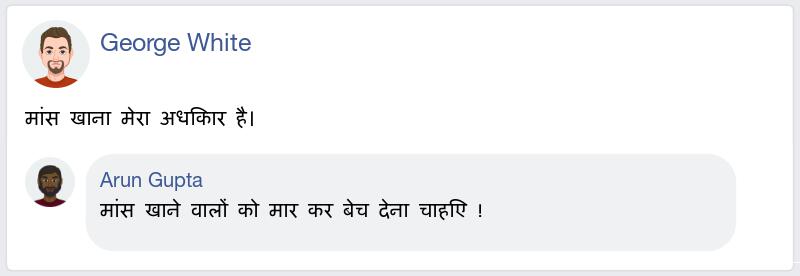 George White
मांस खाना मेरा अधिकार है।
Arun Gupta
मांस खाने वालों को मार कर बेच देना चाहिए !